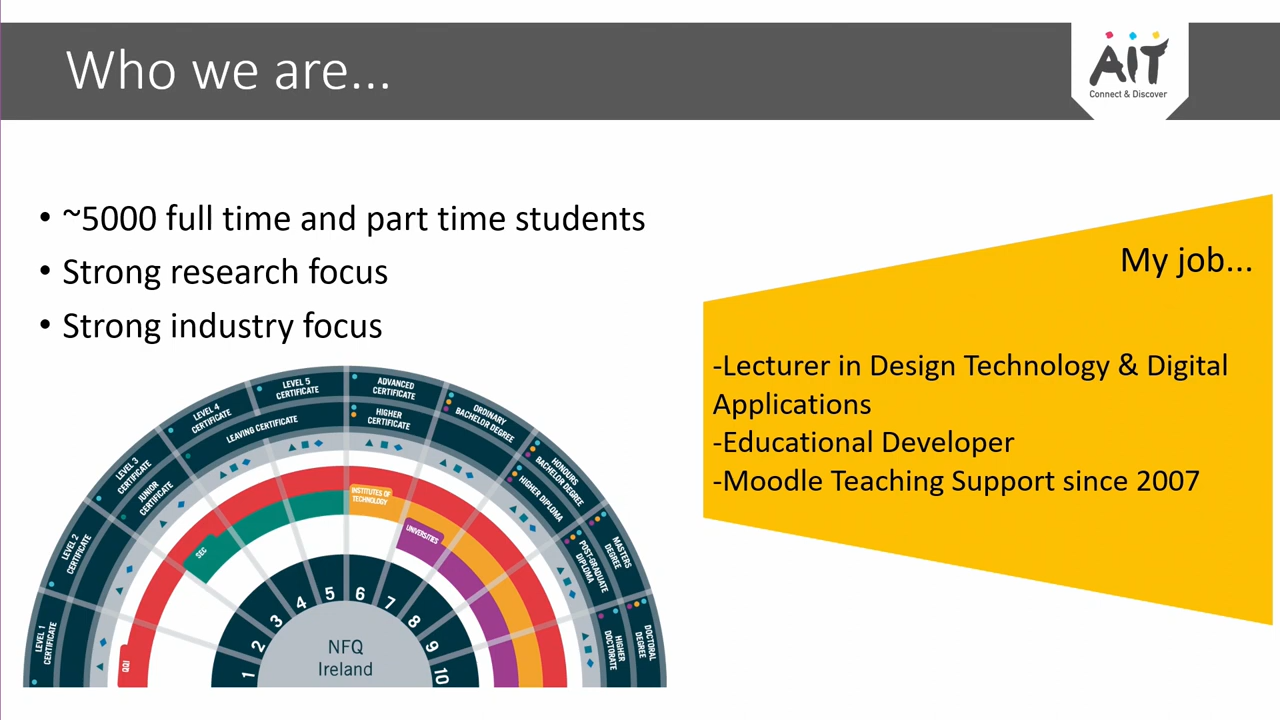 Who we are...
AIT
Connect & Discover
• ~5000 full time and part time students
• Strong research focus
• Strong industry focus
My job...
-Lecturer in Design Technology & Digital
Applications
-Educational Developer
-Moodle Teaching Support since 2007
LEVEL 1
CERTIFICATE
LEVEL 2
CERTIFICATE
LEVEL 3
CERTIFICATE
JUNIOR
CERTIFICATE
LEVEL 4
CERTIFICATE
LEVEL 5
CERTIFICATE
LEAVING CERTIFICATE
ADVANCED
CERTIFICATE
HIGHER
CERTIFICATE
ORDINARY
BACHELOR DEGREE
HONOURS
BACHELOR DEGREE
HIGHER DIPLOMA
MASTERS
DEGREE
POST-GRADUATE
DIPLOMA
DOCTORAL
DEGREE
HIGHER
DOCTORATE
QQI
SEC
INSTITUTES OF
TECHNOLOGY
UNIVERSITIES
1
2
3
4
5
6
7
8
9
10
NFQ
Ireland